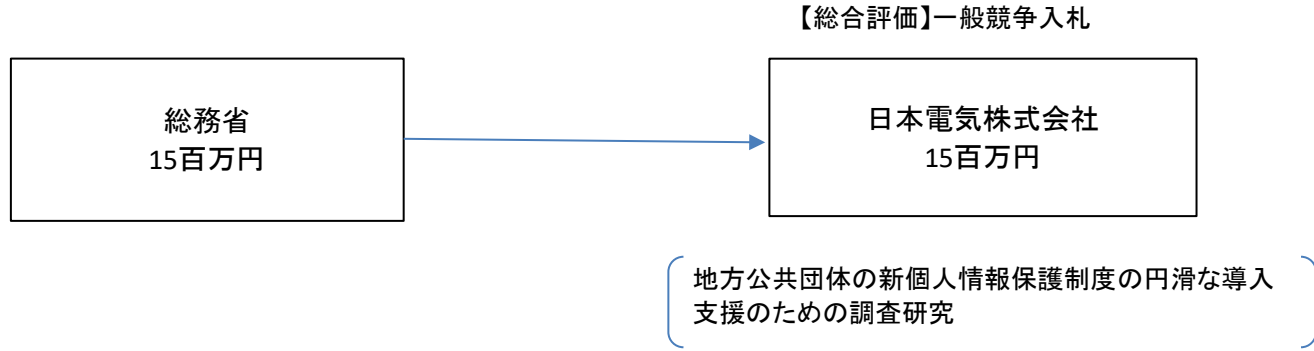 【総合評価】一般競争入札
総務省
15百万円
日本電気株式会社
15百万円
地方公共団体の新個人情報保護制度の円滑な導入
支援のための調査研究